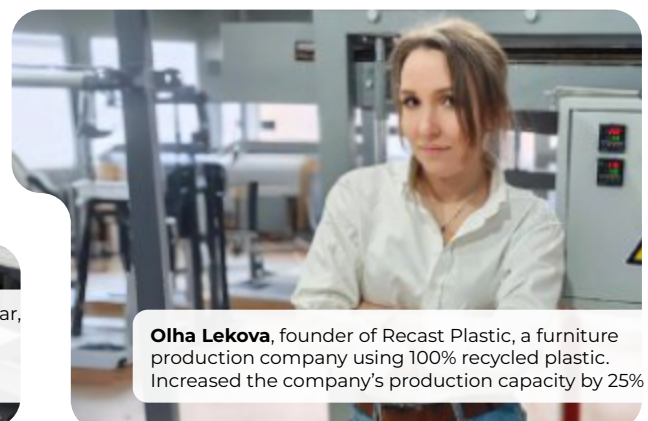 ar,
Olha Lekova, founder of Recast Plastic, a furniture
production company using 100% recycled plastic.
Increased the company’s production capacity by 25%